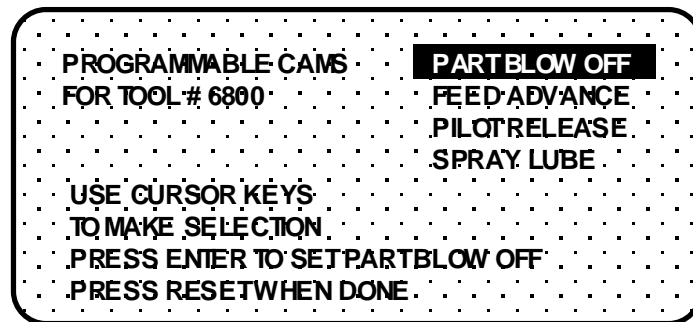 PROGRAMMABLE CAMS
FOR TOOL # 6800
PART BLOW OFF
FEED ADVANCE
PILOT RELEASE
SPRAY LUBE
USE CURSOR KEYS
TO MAKE SELECTION
PRESS ENTER TO SET PART BLOW OFF
PRESS RESET WHEN DONE